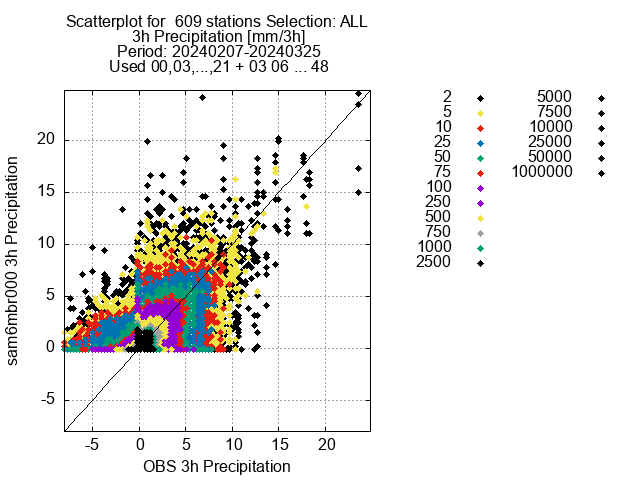 Scatterplot for  609 stations Selection: ALL
3h Precipitation [mm/3h]
Period: 20240207-20240325
Used 00,03,...,21 + 03 06 ... 48
sam6mbr000 3h Precipitation
20
15
10
5
0
-5
-5 0 5 10 15 20
OBS 3h Precipitation
2 5000
5 7500
10 10000
25 25000
50 50000
75 1000000
100
250
500
750
1000
2500